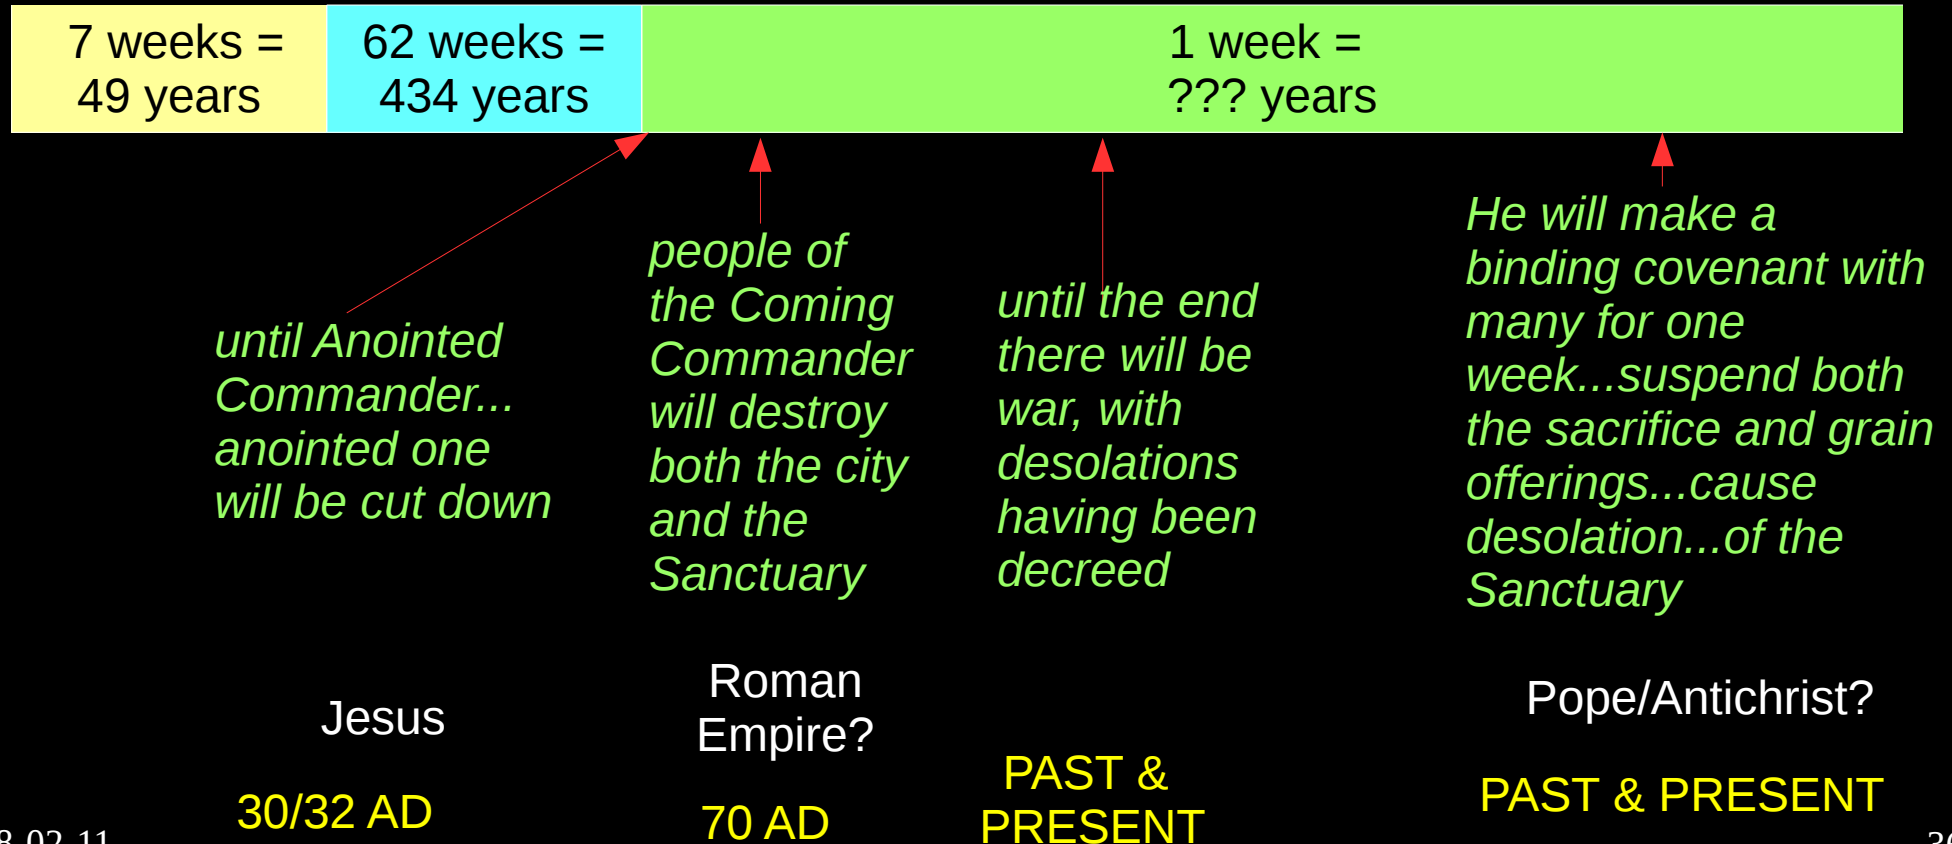 7 weeks =
49 years
62 weeks =
434 years
1 week =
??? years
until Anointed
Commander...
anointed one
will be cut down
people of
the Coming
Commander
will destroy
both the city
and the
Sanctuary
until the end
there will be
war, with
desolations
having been
decreed
He will make a
binding covenant with
many for one
week...suspend both
the sacrifice and grain
offerings...cause
desolation...of the
Sanctuary
Jesus
Roman
Empire?
Pope/Antichrist?
30/32 AD
70 AD
PAST &
PRESENT
PAST & PRESENT